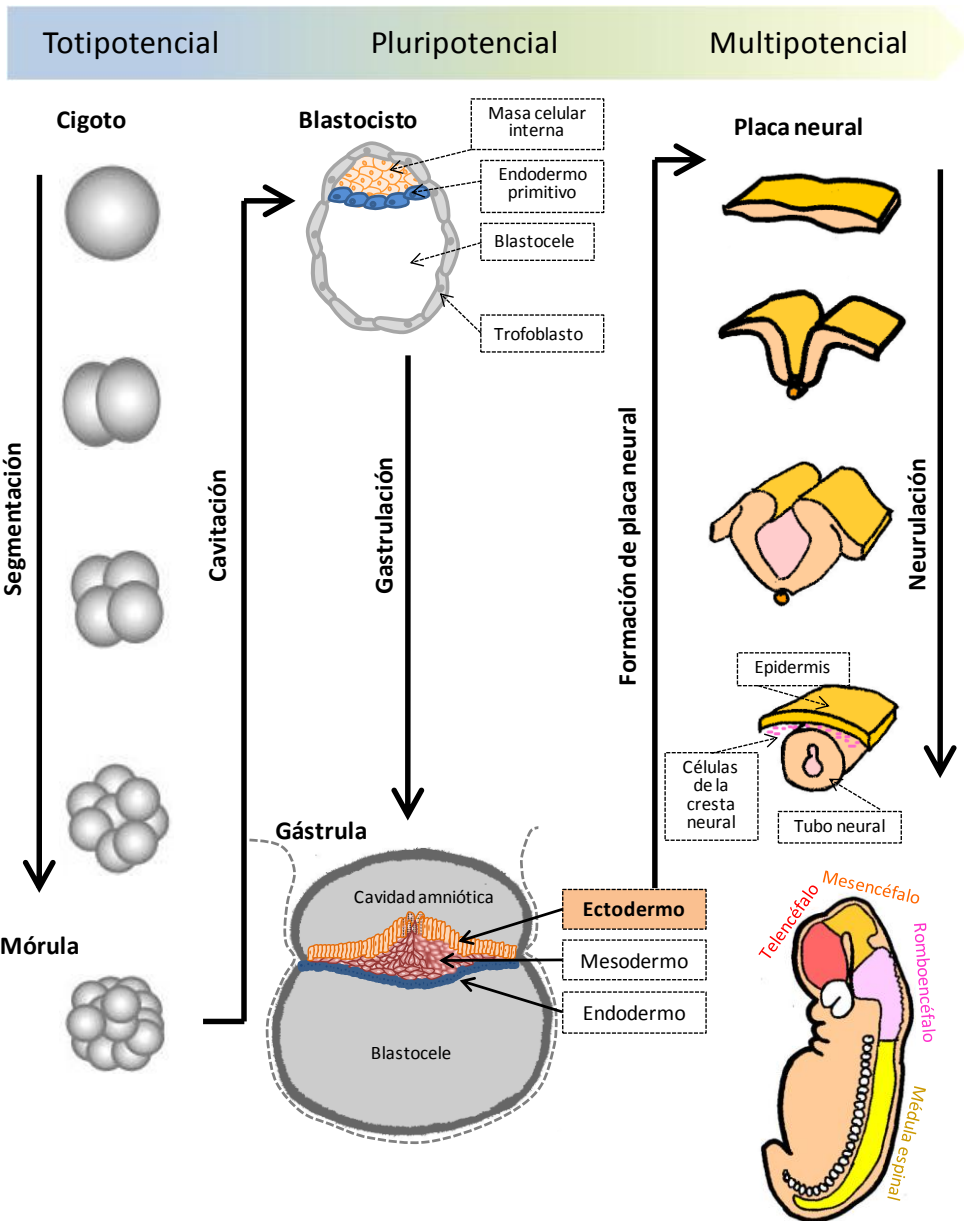 Totipotencial
Pluripotencial
Multipotencial
Cigoto
Segmentación
Mórula
Cavitación
Blastocisto
Masa celular
interna
Endodermo
primitivo
Blastocele
Trofoblasto
Gastrulación
Gástrula
Cavidad amniótica
Blastocele
Ectodermo
Mesodermo
Endodermo
Formación de placa neural
Placa neural
Neurulación
Epidermis
Células
de la
cresta
neural
Tubo neural
Telencéfalo
Mesencéfalo
Romboencéfalo
Médula espinal